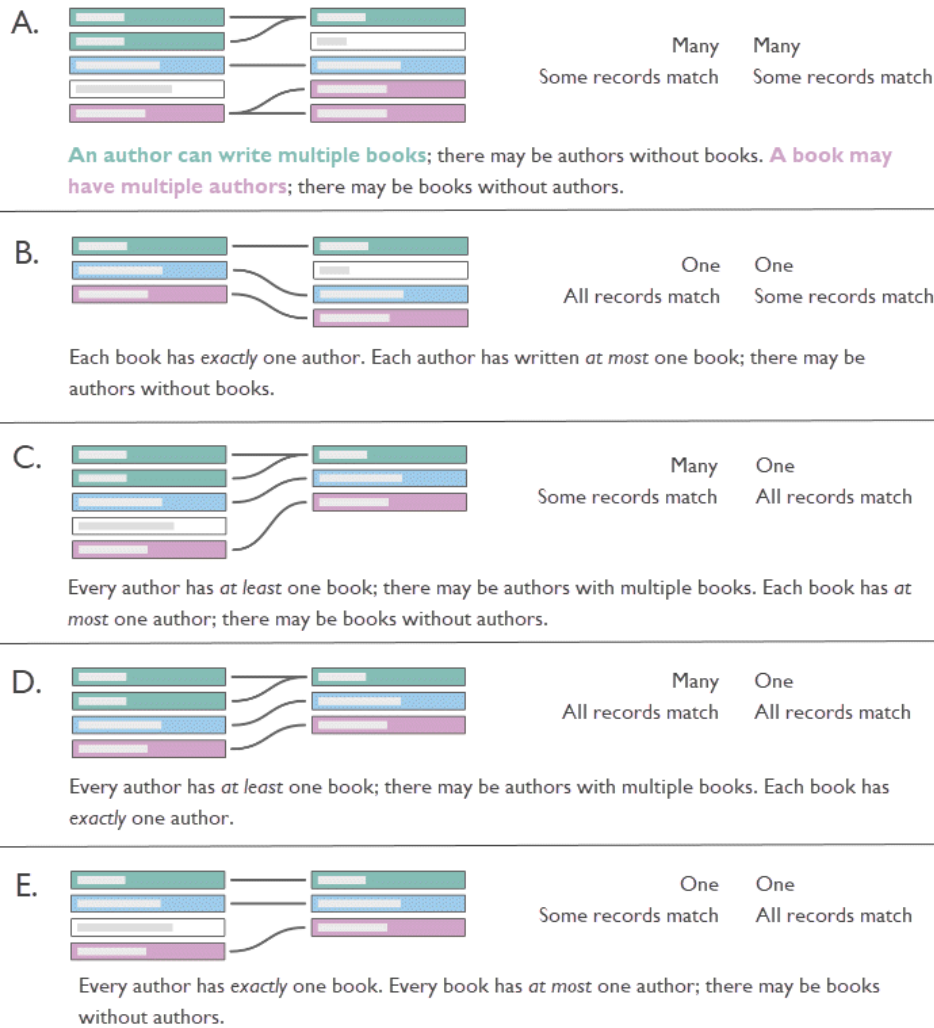 A.
Many Many
Some records match Some records match
An author can write multiple books; there may be authors without books. A book may
have multiple authors; there may be books without authors.
B.
One One
All records match Some records match
Each book has exactly one author. Each author has written at most one book; there may be
authors without books.
C.
Many One
Some records match All records match
Every author has at least one book; there may be authors with multiple books. Each book has at
most one author; there may be books without authors.
D.
Many One
All records match All records match
Every author has at least one book; there may be authors with multiple books. Each book has
exactly one author.
E.
One One
Some records match All records match
Every author has exactly one book. Every book has at most one author; there may be books
without authors.